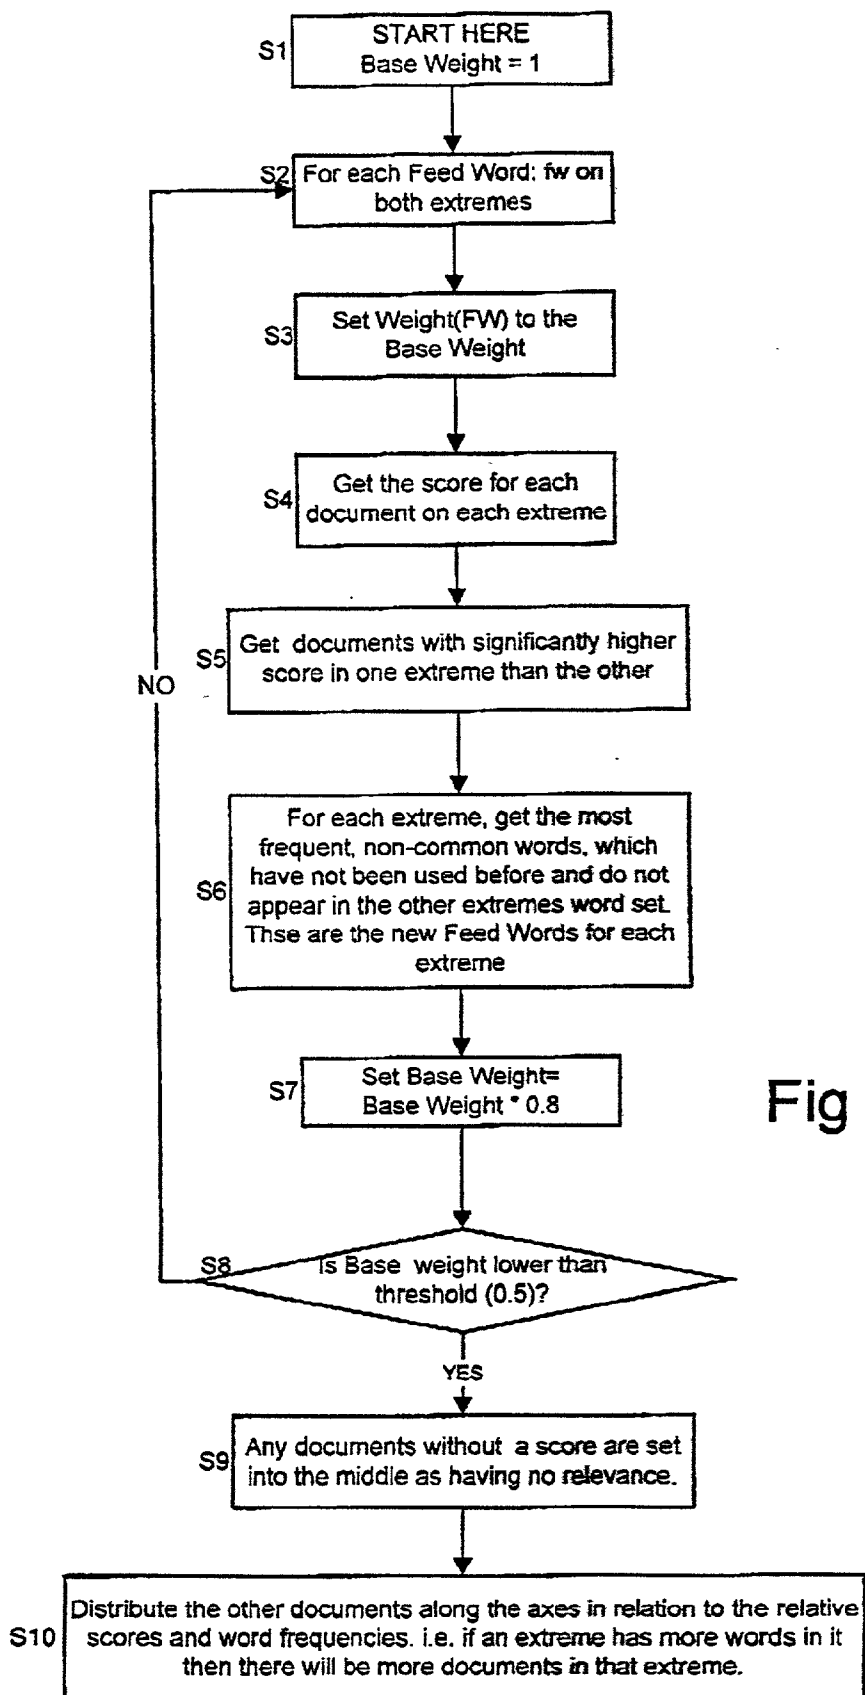 S1
START HERE
Base Weight = 1
S2
For each Feed Word: fw on
both extremes
S3
Set Weight(FW) to the
Base Weight
S4
Get the score for each
document on each extreme
S5
Get documents with significantly higher
score in one extreme than the other
NO
S6
For each extreme, get the most
frequent, non-common words, which
have not been used before and do not
appear in the other extremes word set.
Thse are the new Feed Words for each
extreme
S7
Set Base Weight=
Base Weight * 0.8
Fig
S8
Is Base weight lower than
threshold (0.5)?
YES
S9
Any documents without a score are set
into the middle as having no relevance.
S10
Distribute the other documents along the axes in relation to the relative
scores and word frequencies. i.e. if an extreme has more words in it
then there will be more documents in that extreme.